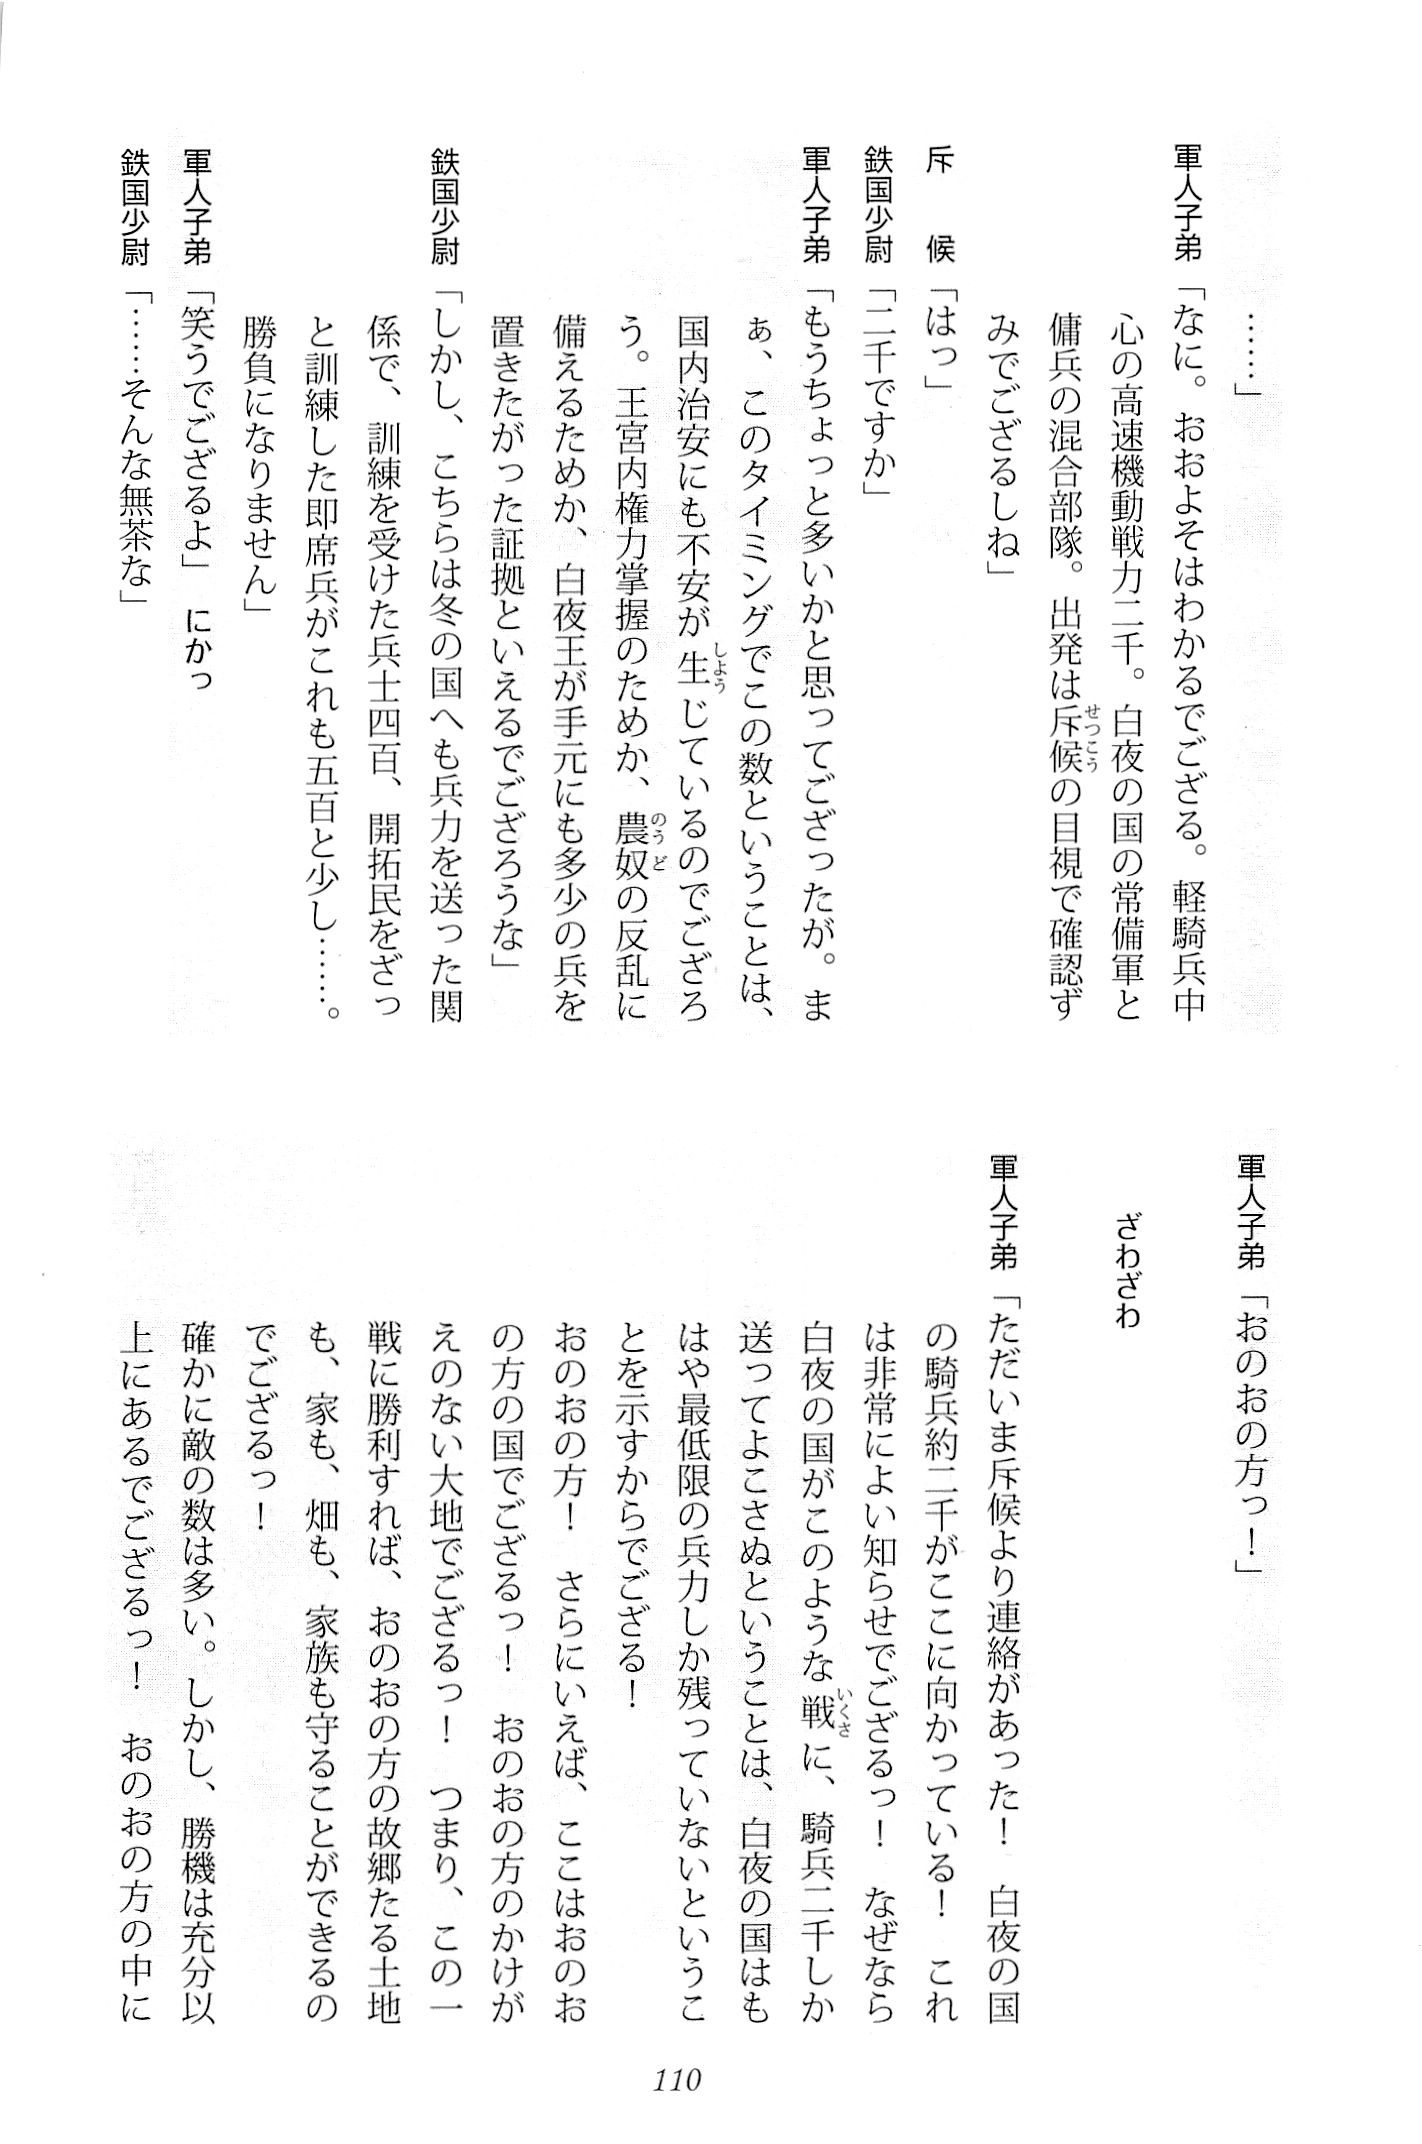 ……」
軍人子弟「なに。おおよそはわかるでござる。軽騎兵中
心の高速機動戦力二千。白夜の国の常備軍と
傭兵の混合部隊。出発は斥候の目視で確認ず
みでござるしね」
斥　候「はっ」
鉄国少尉「二千ですか」
軍人子弟「もうちょっと多いかと思ってござったが。ま
ぁ、このタイミングでこの数ということは、
国内治安にも不安が生じているのでござろ
う。王宮内権力掌握のためか、農奴の反乱に
備えるためか、白夜王が手元にも多少の兵を
置きたがった証拠といえるでござろうな」
鉄国少尉「しかし、こちらは冬の国へも兵力を送った関
係で、訓練を受けた兵士四百、開拓民をざっ
と訓練した即席兵がこれも五百と少し……。
勝負になりません」
軍人子弟「笑うでござるよ」　にかっ
鉄国少尉「……そんな無茶な」
軍人子弟「おのおの方っ！」
ざわざわ
軍人子弟「ただいま斥候より連絡があった！　白夜の国
の騎兵約二千がここに向かっている！　これ
は非常によい知らせでござるっ！　なぜなら
白夜の国がこのような戦に、騎兵二千しか
送ってよこさぬということは、白夜の国はも
はや最低限の兵力しか残っていないというこ
とを示すからでござる！
おのおの方！　さらにいえば、ここはおのお
の方の国でござるっ！　おのおの方のかけが
えのない大地でござるっ！　つまり、この一
戦に勝利すれば、おのおの方の故郷たる土地
も、家も、畑も、家族も守ることができるの
でござるっ！
確かに敵の数は多い。しかし、勝機は充分以
上にあるでござるっ！　おのおの方の中に
110